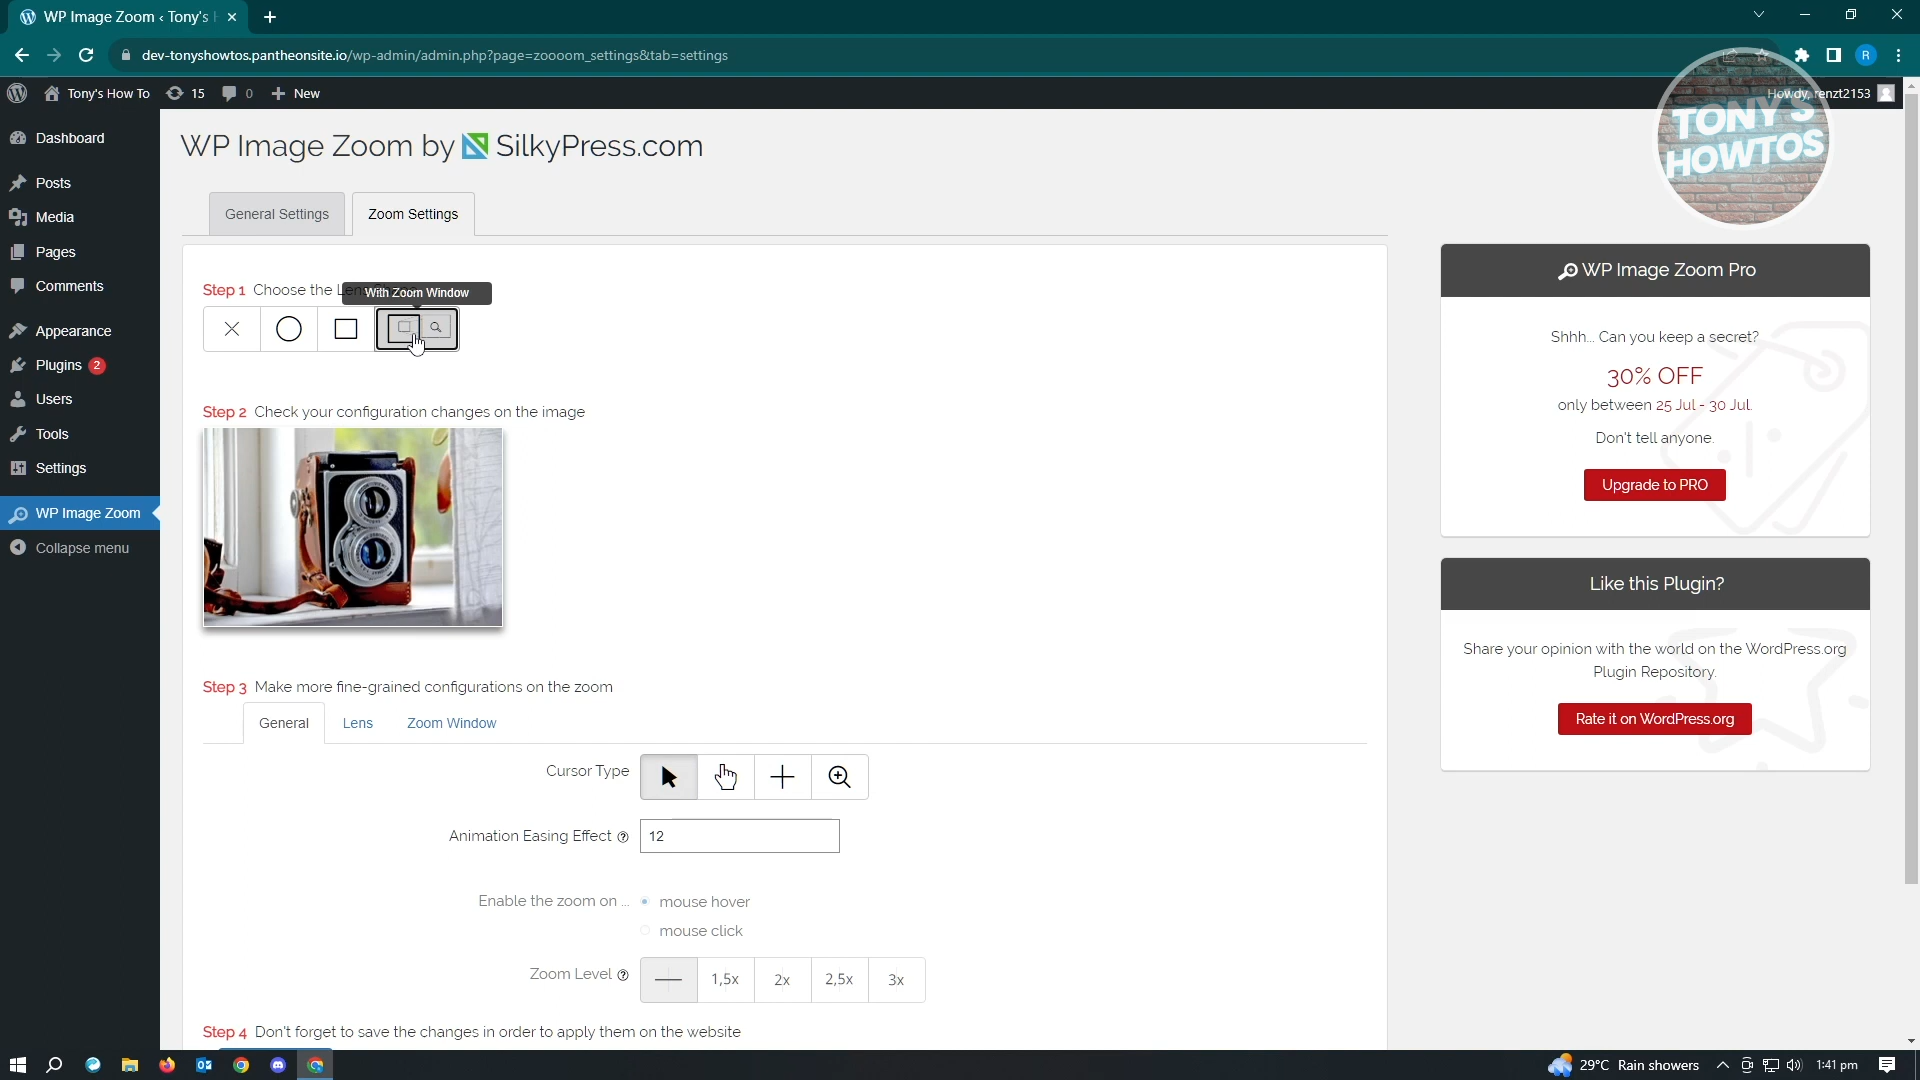 WP Image Zoom ‹ Tony's H
dev-tonyshowtos.pantheonsite.io/wp-admin/admin.php?page=zoooom_settings&tab=settings
R
Tony's How To 15 0 New
Howdy, renzt2153
TONY'S
HOWTOS
Dashboard
Posts
Media
Pages
Comments
Appearance
Plugins 2
Users
Tools
Settings
WP Image Zoom
Collapse menu
WP Image Zoom by SilkyPress.com
General Settings
Zoom Settings
With Zoom Window
Step 1 Choose the Lens
Step 2 Check your configuration changes on the image
Step 3 Make more fine-grained configurations on the zoom
General Lens Zoom Window
Cursor Type
Animation Easing Effect 12
Enable the zoom on ... mouse hover
mouse click
Zoom Level 1,5x 2x 2,5x 3x
Step 4 Don't forget to save the changes in order to apply them on the website
WP Image Zoom Pro
Shhh... Can you keep a secret?
30% OFF
only between 25 Jul - 30 Jul.
Don't tell anyone.
Upgrade to PRO
Like this Plugin?
Share your opinion with the world on the WordPress.org
Plugin Repository.
Rate it on WordPress.org
29°C Rain showers 1:41 pm